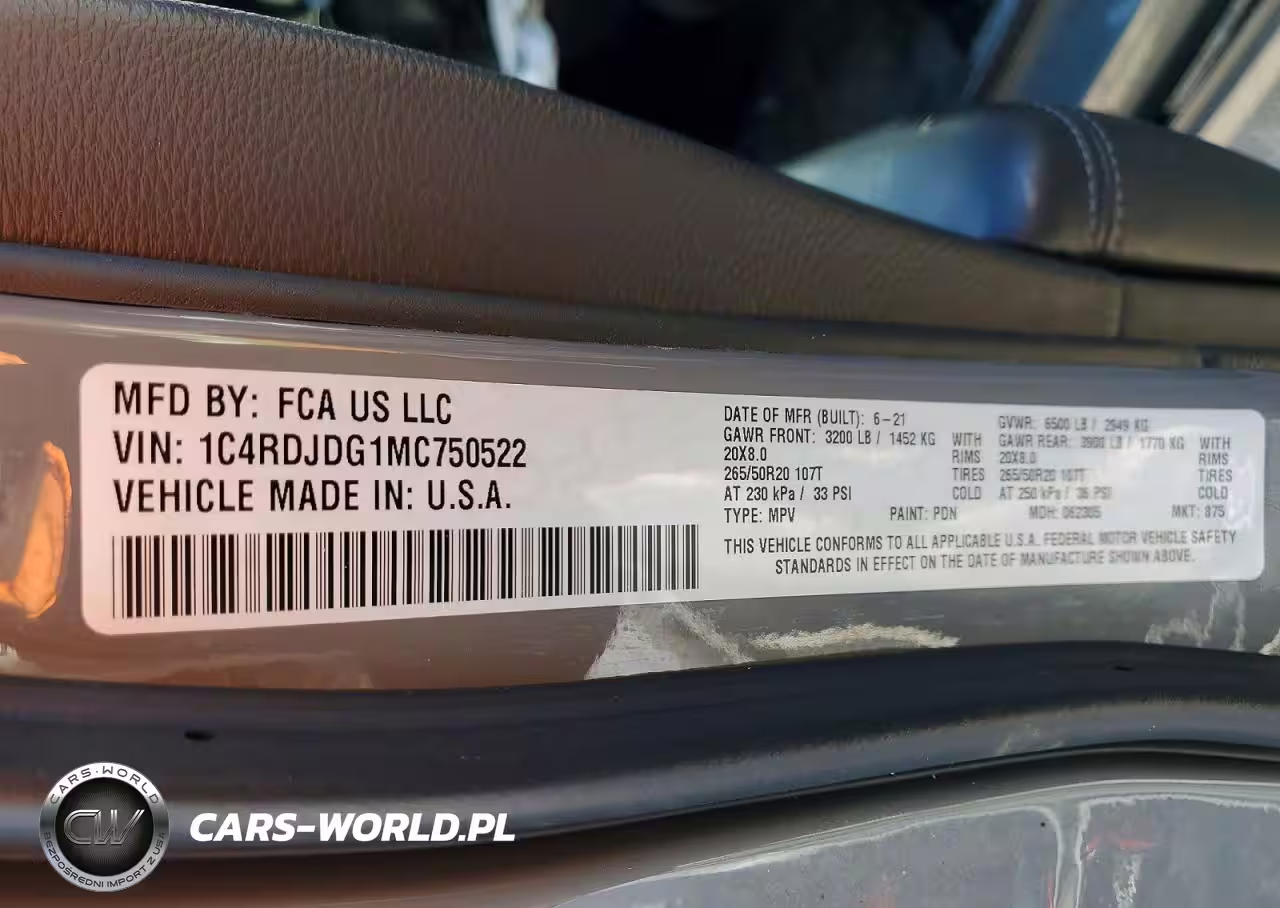 MFD BY: FCA US LLC
VIN: 1C4RDJDG1MC750522
VEHICLE MADE IN: U.S.A.
DATE OF MFR (BUILT): 6-21 GVWR: 6500 LB / 2949 KG
GAWR FRONT: 3200 LB / 1452 KG WITH GAWR REAR: 3900 LB / 1770 KG WITH
20X8.0 RIMS 20X8.0 RIMS
265/50R20 107T TIRES 265/50R20 107T TIRES
AT 230 kPa / 33 PSI COLD AT 250 kPa / 36 PSI COLD
TYPE: MPV PAINT: PDN MDH: 062305 MKT: 875
THIS VEHICLE CONFORMS TO ALL APPLICABLE U.S.A. FEDERAL MOTOR VEHICLE SAFETY
STANDARDS IN EFFECT ON THE DATE OF MANUFACTURE SHOWN ABOVE.
CARS-WORLD
CW
BEZPOŚREDNI IMPORT Z USA
CARS-WORLD.PL